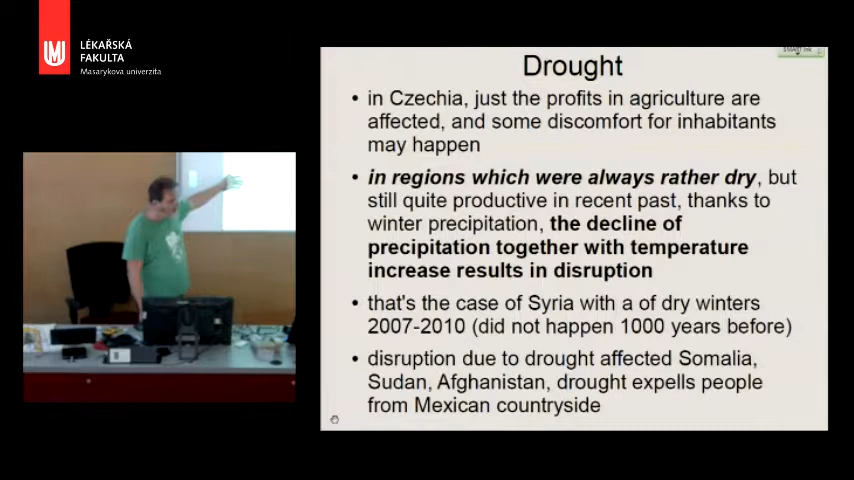 LÉKAŘSKÁ
FAKULTA
Masarykova univerzita
SMART Ink
Drought
• in Czechia, just the profits in agriculture are
affected, and some discomfort for inhabitants
may happen
• in regions which were always rather dry, but
still quite productive in recent past, thanks to
winter precipitation, the decline of
precipitation together with temperature
increase results in disruption
• that's the case of Syria with a of dry winters
2007-2010 (did not happen 1000 years before)
• disruption due to drought affected Somalia,
Sudan, Afghanistan, drought expells people
from Mexican countryside